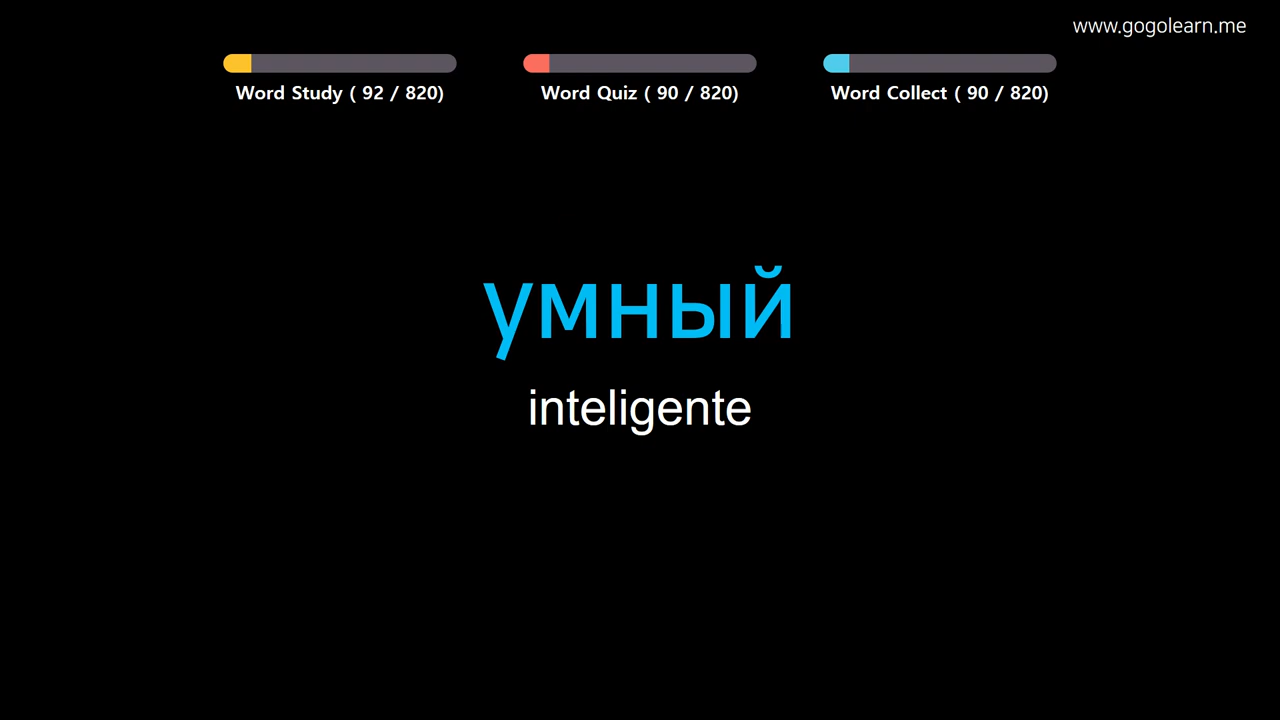 www.gogolearn.me
Word Study ( 92 / 820)
Word Quiz ( 90 / 820)
Word Collect ( 90 / 820)
умный
inteligente